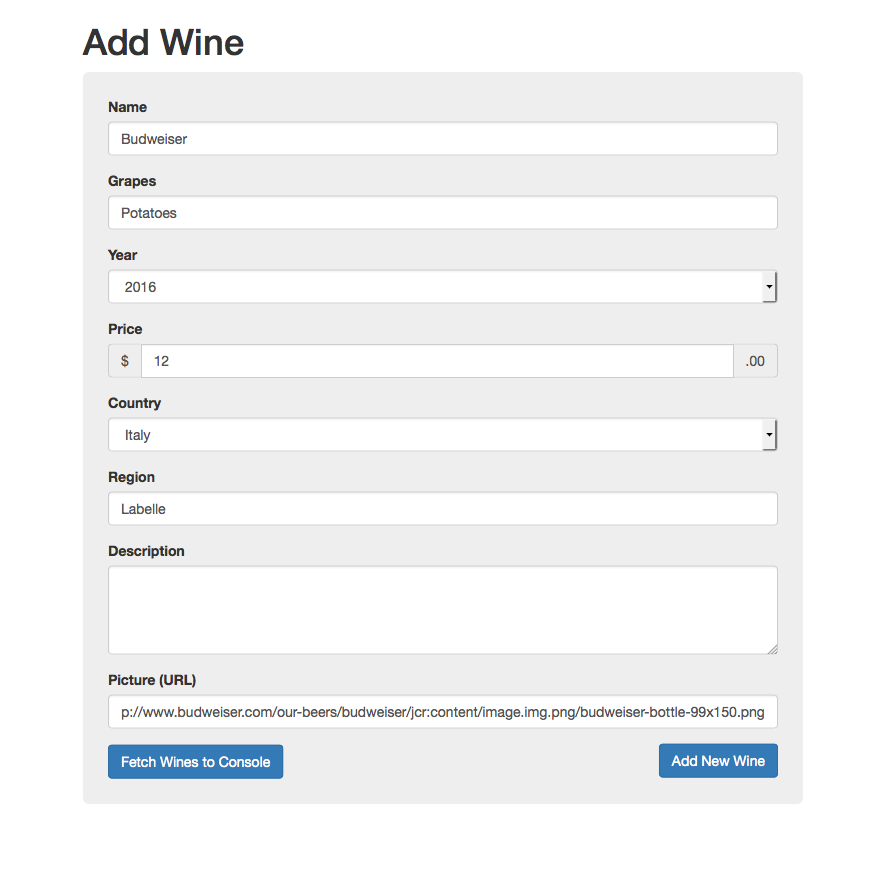 Add Wine
Name
Budweiser
Grapes
Potatoes
Year
2016
Price
$ 12 .00
Country
Italy
Region
Labelle
Description
Picture (URL)
p://www.budweiser.com/our-beers/budweiser/jcr:content/image.img.png/budweiser-bottle-99x150.png
Fetch Wines to Console Add New Wine